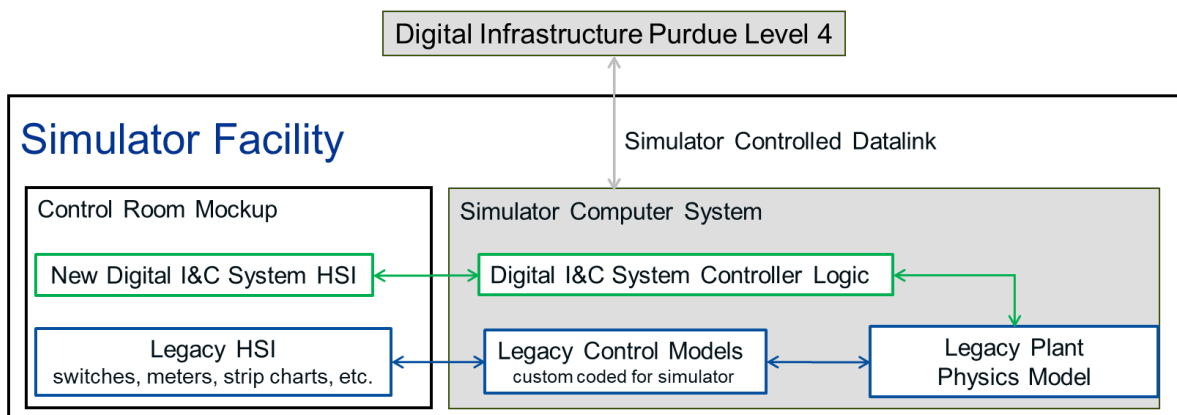 Digital Infrastructure Purdue Level 4
Simulator Facility
Simulator Controlled Datalink
Control Room Mockup
Simulator Computer System
New Digital I&C System HSI
Digital I&C System Controller Logic
Legacy HSI
switches, meters, strip charts, etc.
Legacy Control Models
custom coded for simulator
Legacy Plant
Physics Model